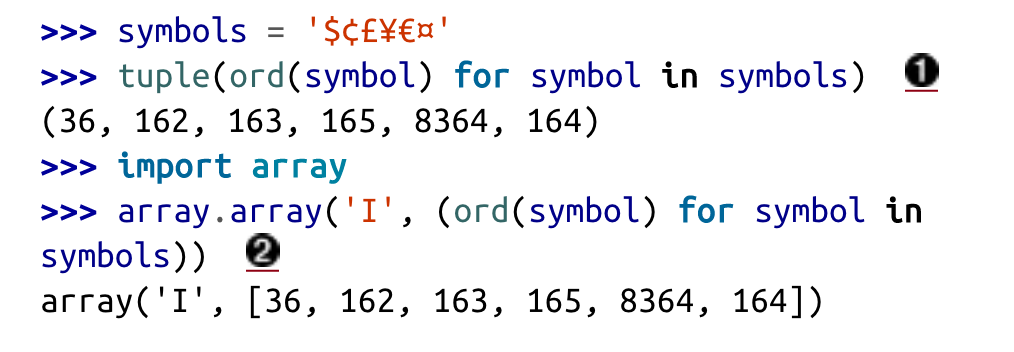 >>> symbols = '$¢£¥€¤'
>>> tuple(ord(symbol) for symbol in symbols) ❶
(36, 162, 163, 165, 8364, 164)
>>> import array
>>> array.array('I', (ord(symbol) for symbol in
symbols)) ❷
array('I', [36, 162, 163, 165, 8364, 164])